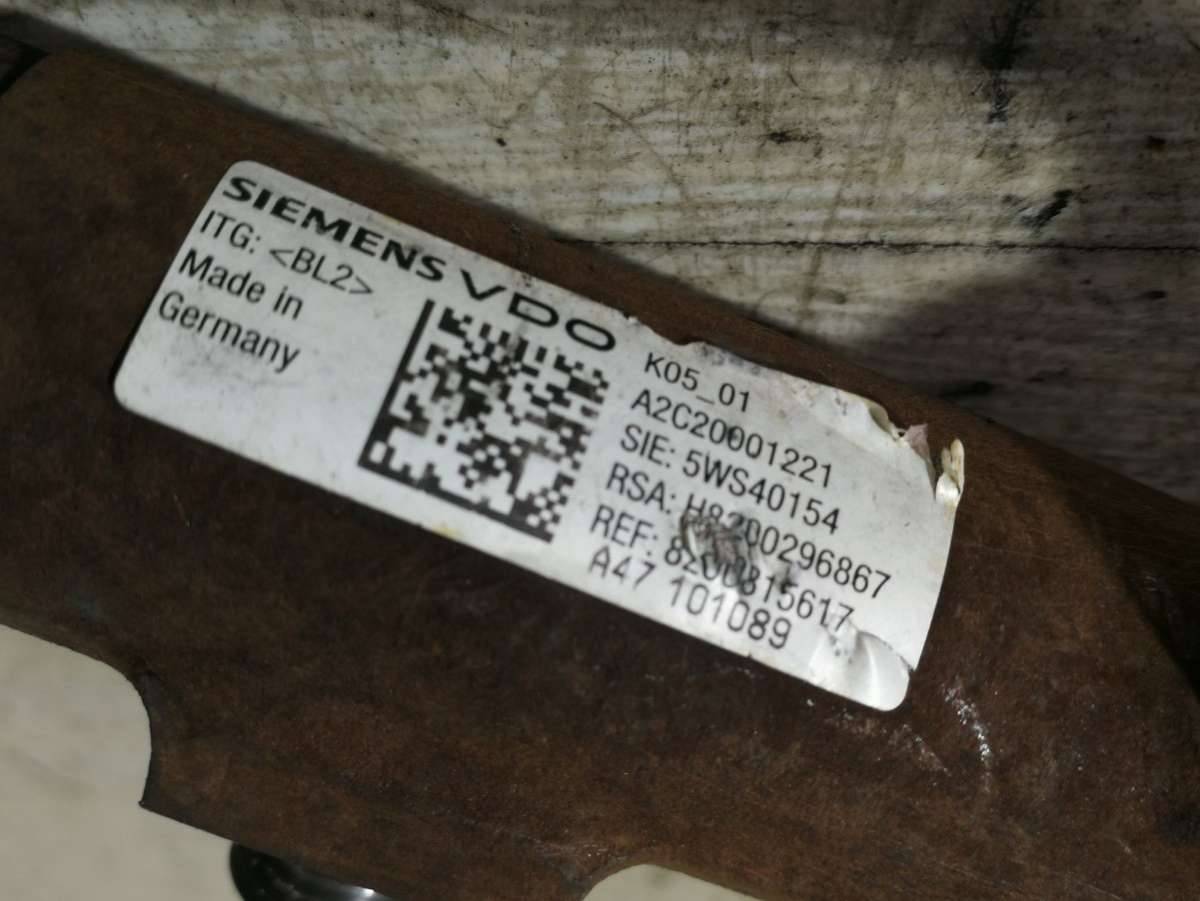 SIEMENS VDO
ITG: <BL2>
Made in
Germany
K05_01
A2C20001221
SIE: 5WS40154
RSA: H8200296867
REF: 8200815617
A47 101089